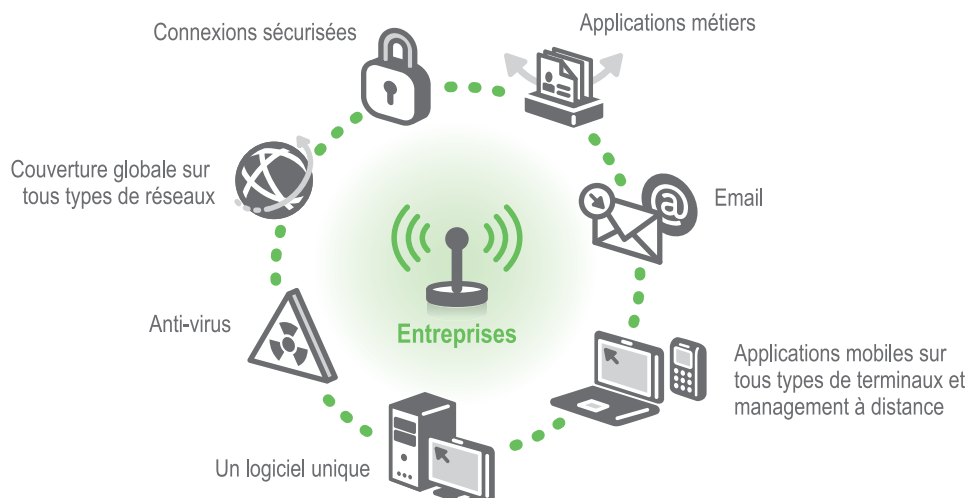 Connexions sécurisées
Applications métiers
Couverture globale sur
tous types de réseaux
@
Email
Anti-virus
Entreprises
Applications mobiles sur
tous types de terminaux et
management à distance
Un logiciel unique